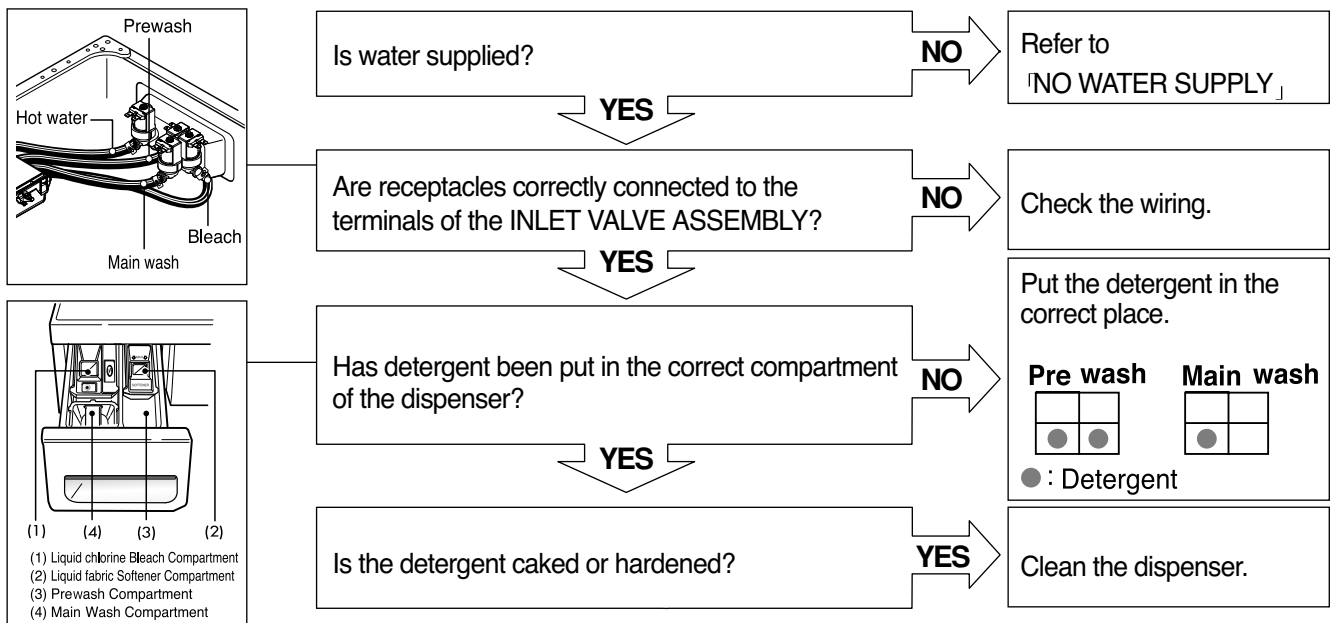 Prewash
Hot water
Bleach
Main wash
Is water supplied?
NO
Refer to
「NO WATER SUPPLY」
YES
Are receptacles correctly connected to the
terminals of the INLET VALVE ASSEMBLY?
NO
Check the wiring.
YES
Has detergent been put in the correct compartment
of the dispenser?
NO
Put the detergent in the
correct place.
Pre wash
Main wash
: Detergent
YES
SOFTENER
(1) (4) (3) (2)
(1) Liquid chlorine Bleach Compartment
(2) Liquid fabric Softener Compartment
(3) Prewash Compartment
(4) Main Wash Compartment
Is the detergent caked or hardened?
YES
Clean the dispenser.